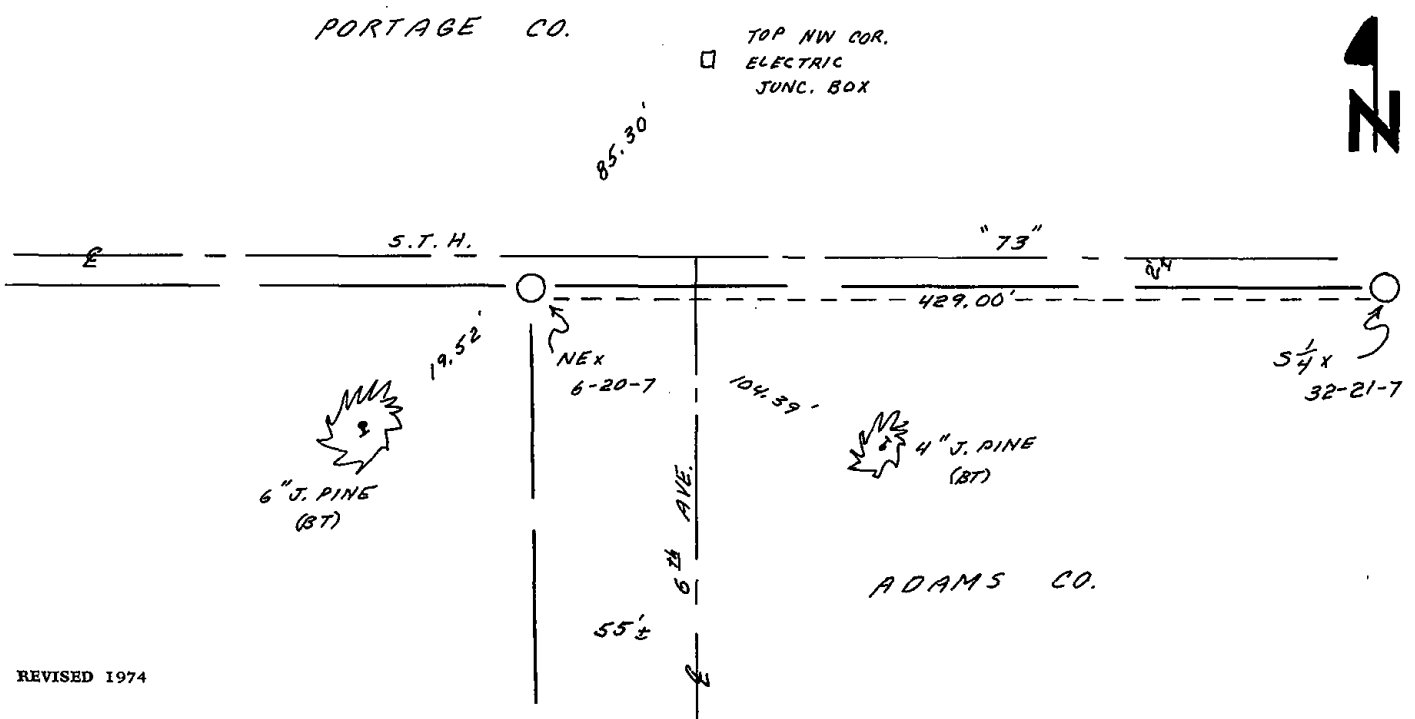 PORTAGE CO.
TOP NW COR.
ELECTRIC
JUNC. BOX
N
85.30'
S.T.H. "73"
℄
429.00'
19.52'
NEX
6-20-7
104.39'
S 1/4 X
32-21-7
6" J. PINE
(BT)
4" J. PINE
(BT)
6th AVE.
ADAMS CO.
55'±
℄
REVISED 1974